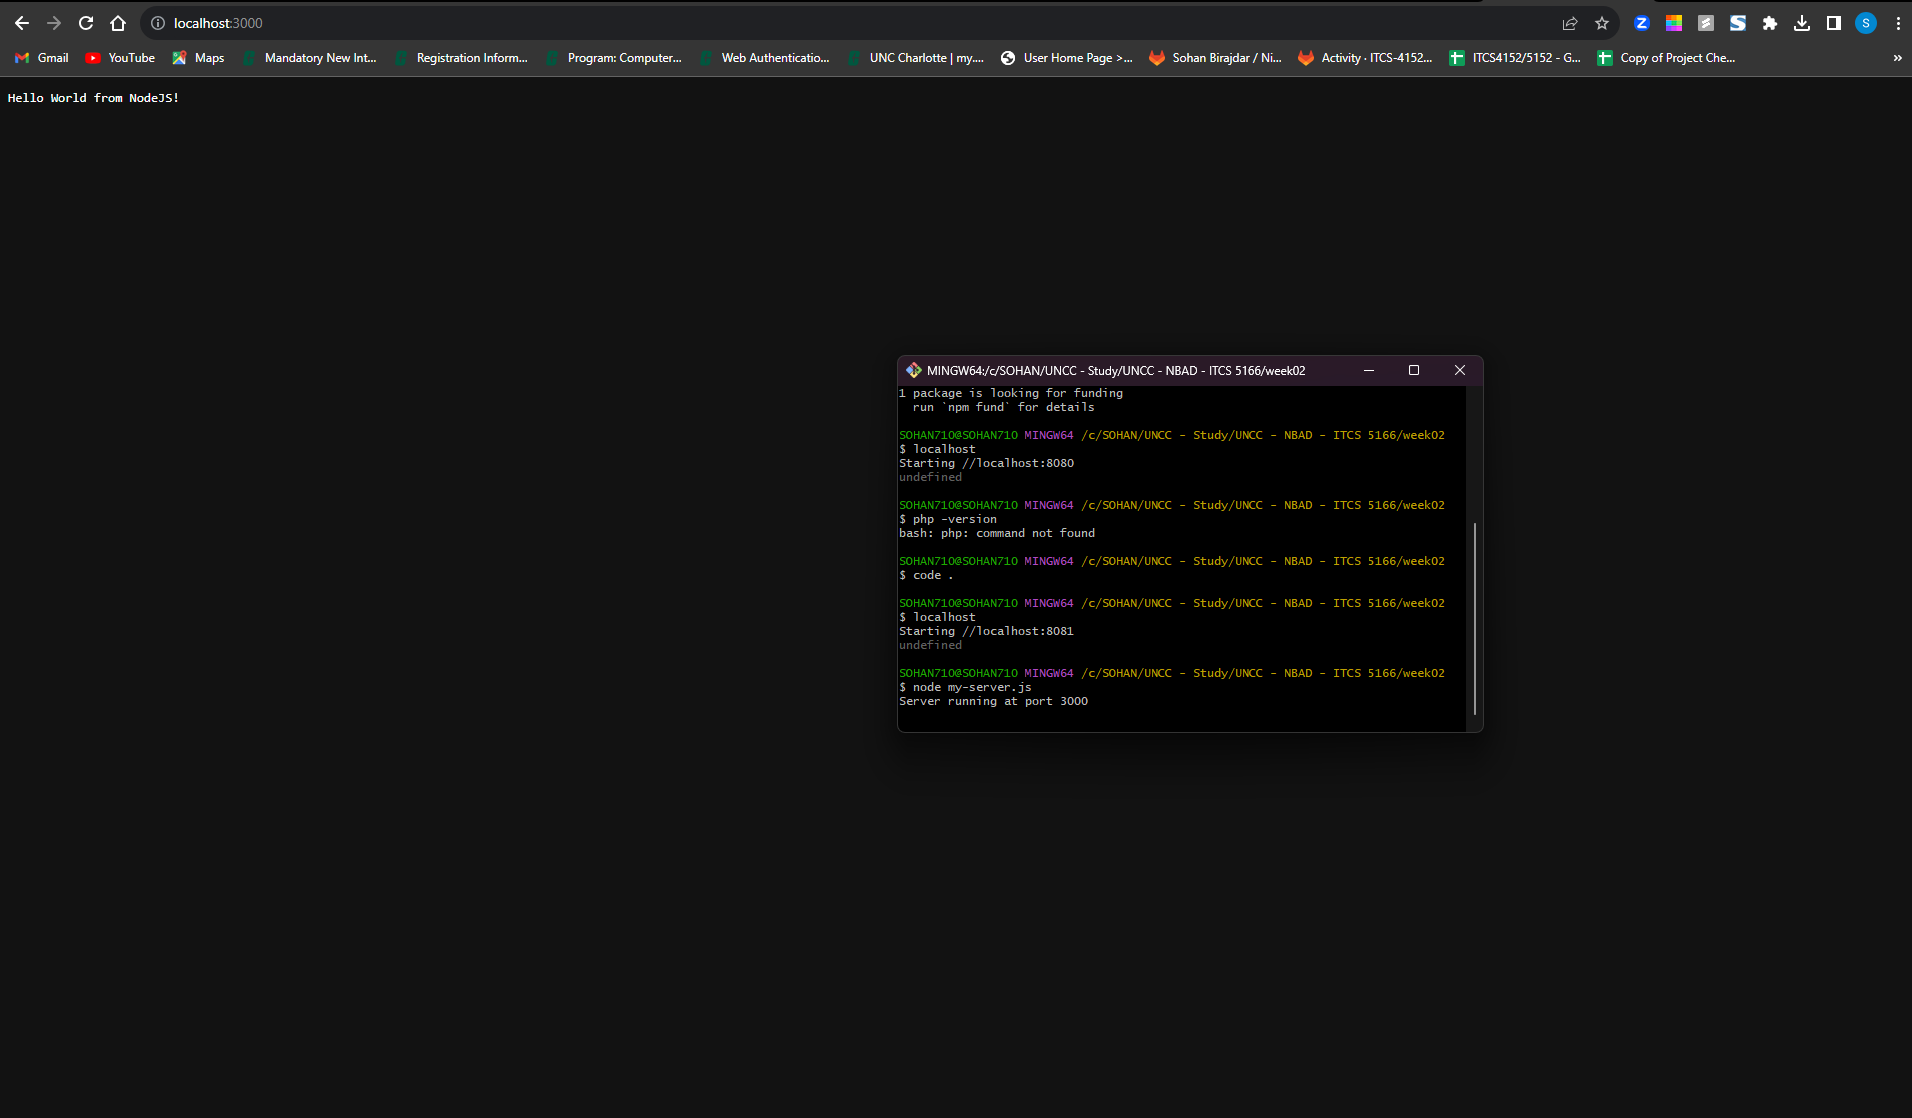 localhost:3000
Z S S
Gmail YouTube Maps Mandatory New Int... Registration Inform... Program: Computer... Web Authenticatio... UNC Charlotte | my.... User Home Page >... Sohan Birajdar / Ni... Activity · ITCS-4152... ITCS4152/5152 - G... Copy of Project Che... »
Hello World from NodeJS!
MINGW64:/c/SOHAN/UNCC - Study/UNCC - NBAD - ITCS 5166/week02
1 package is looking for funding
run `npm fund` for details
SOHAN710@SOHAN710 MINGW64 /c/SOHAN/UNCC - Study/UNCC - NBAD - ITCS 5166/week02
$ localhost
Starting //localhost:8080
undefined
SOHAN710@SOHAN710 MINGW64 /c/SOHAN/UNCC - Study/UNCC - NBAD - ITCS 5166/week02
$ php -version
bash: php: command not found
SOHAN710@SOHAN710 MINGW64 /c/SOHAN/UNCC - Study/UNCC - NBAD - ITCS 5166/week02
$ code .
SOHAN710@SOHAN710 MINGW64 /c/SOHAN/UNCC - Study/UNCC - NBAD - ITCS 5166/week02
$ localhost
Starting //localhost:8081
undefined
SOHAN710@SOHAN710 MINGW64 /c/SOHAN/UNCC - Study/UNCC - NBAD - ITCS 5166/week02
$ node my-server.js
Server running at port 3000